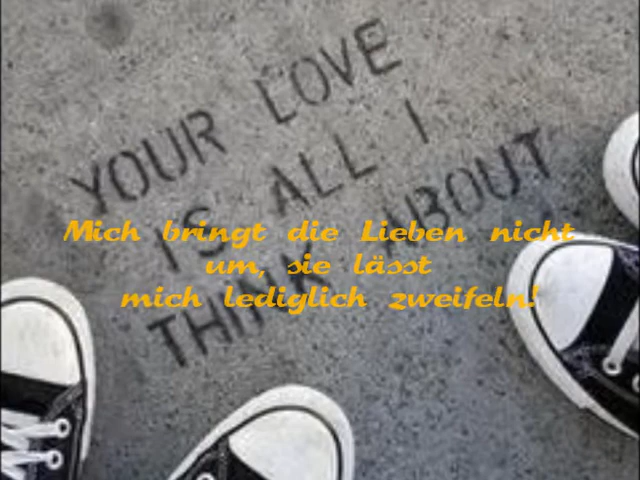 YOUR LOVE
IS ALL I
THINK ABOUT
Mich bringt die Lieben nicht
um, sie lässt
mich lediglich zweifeln!